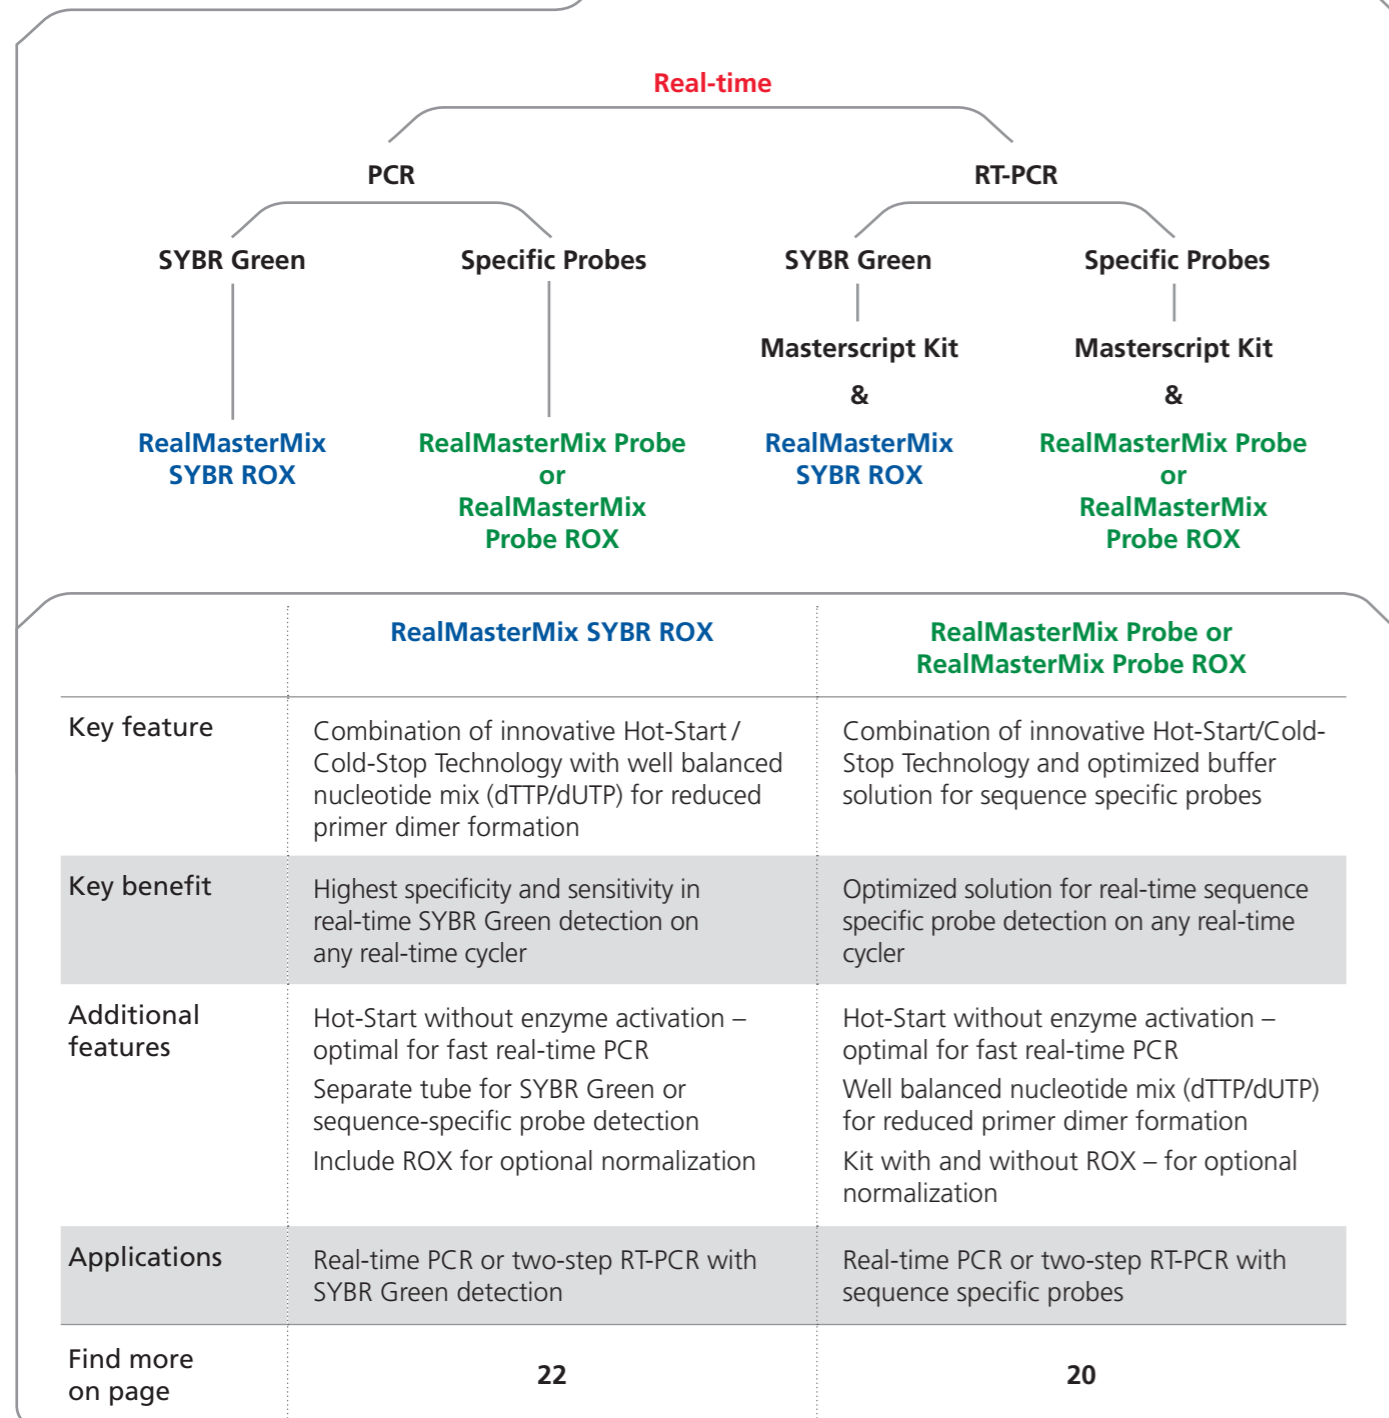 Real-time
PCR
RT-PCR
SYBR Green
Specific Probes
SYBR Green
Specific Probes
Masterscript Kit
Masterscript Kit
&
&
RealMasterMix
SYBR ROX
RealMasterMix Probe
or
RealMasterMix
Probe ROX
RealMasterMix
SYBR ROX
RealMasterMix Probe
or
RealMasterMix
Probe ROX
RealMasterMix SYBR ROX
RealMasterMix Probe or
RealMasterMix Probe ROX
Key feature
Combination of innovative Hot-Start /
Cold-Stop Technology with well balanced
nucleotide mix (dTTP/dUTP) for reduced
primer dimer formation
Combination of innovative Hot-Start/Cold-
Stop Technology and optimized buffer
solution for sequence specific probes
Key benefit
Highest specificity and sensitivity in
real-time SYBR Green detection on
any real-time cycler
Optimized solution for real-time sequence
specific probe detection on any real-time
cycler
Additional
features
Hot-Start without enzyme activation –
optimal for fast real-time PCR
Separate tube for SYBR Green or
sequence-specific probe detection
Include ROX for optional normalization
Hot-Start without enzyme activation –
optimal for fast real-time PCR
Well balanced nucleotide mix (dTTP/dUTP)
for reduced primer dimer formation
Kit with and without ROX – for optional
normalization
Applications
Real-time PCR or two-step RT-PCR with
SYBR Green detection
Real-time PCR or two-step RT-PCR with
sequence specific probes
Find more
on page
22
20